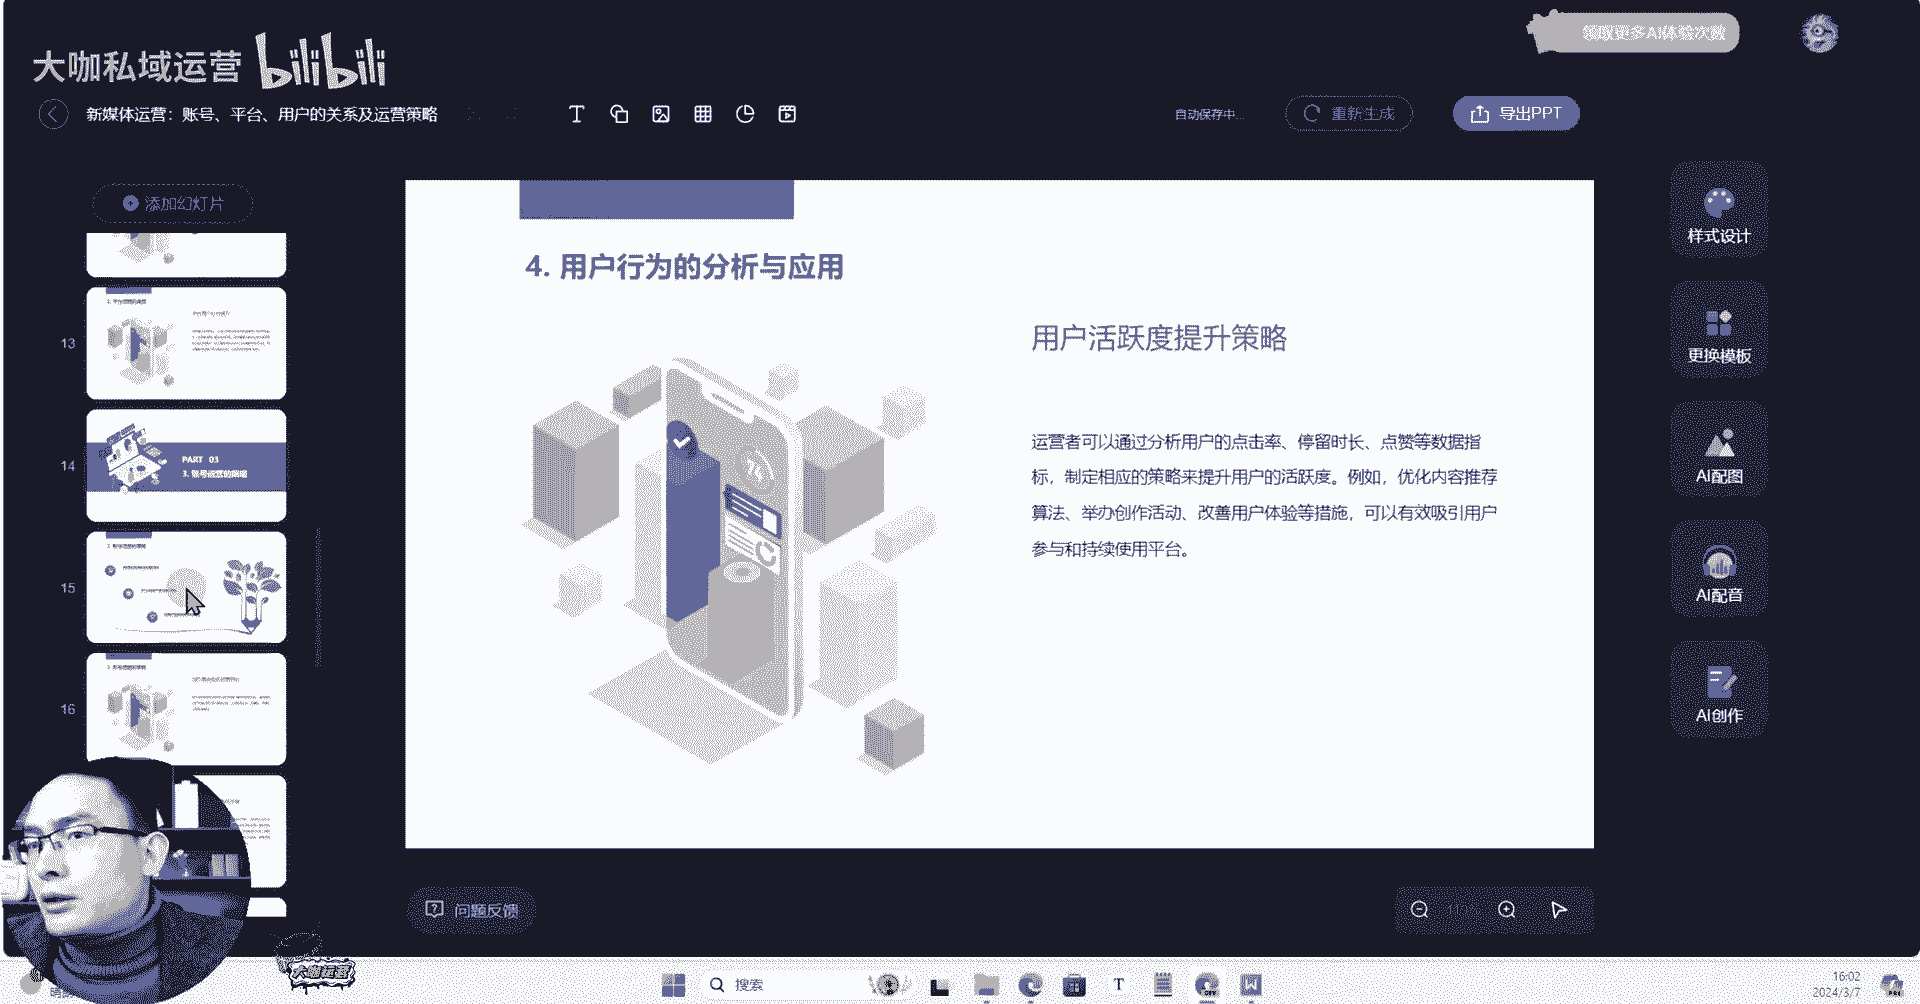 大咖私域运营 bilibili
领取更多AI体验次数
新媒体运营：账号、平台、用户的关系及运营策略
自动保存中...
重新生成
导出PPT
添加幻灯片
13
14
PART 03
3. 账号运营的策略
15
16
4. 用户行为的分析与应用
用户活跃度提升策略
运营者可以通过分析用户的点击率、停留时长、点赞等数据指
标，制定相应的策略来提升用户的活跃度。例如，优化内容推荐
算法、举办创作活动、改善用户体验等措施，可以有效吸引用户
参与和持续使用平台。
样式设计
更换模板
AI配图
AI配音
AI创作
问题反馈
大咖运营
搜索
16:02
2024/3/7